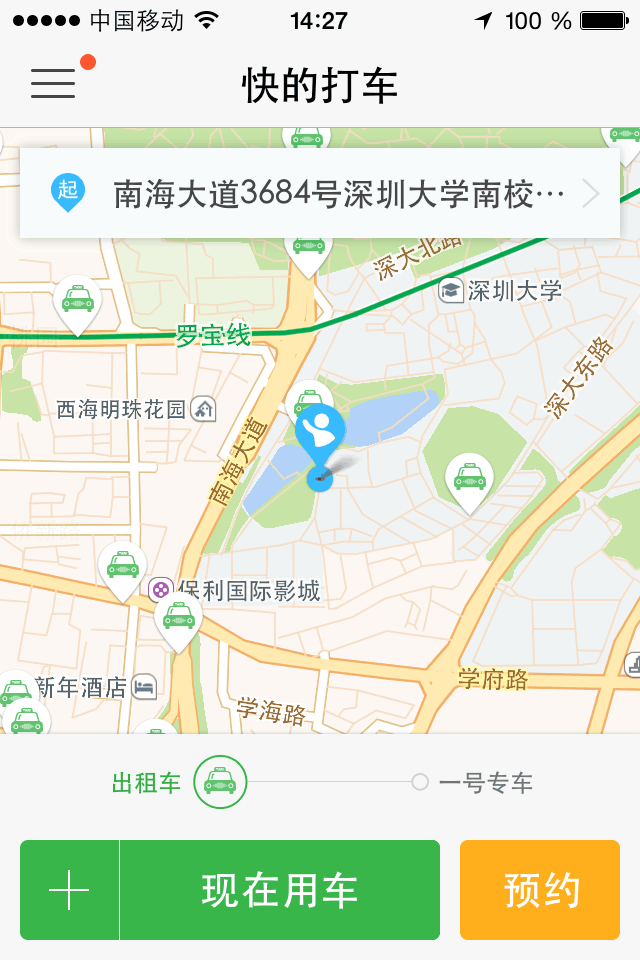 中国移动
14:27
100 %
快的打车
起
南海大道3684号深圳大学南校…
深大北路
深圳大学
罗宝线
深大东路
西海明珠花园
南海大道
保利国际影城
新年酒店
学府路
学海路
出租车
一号专车
现在用车
预约